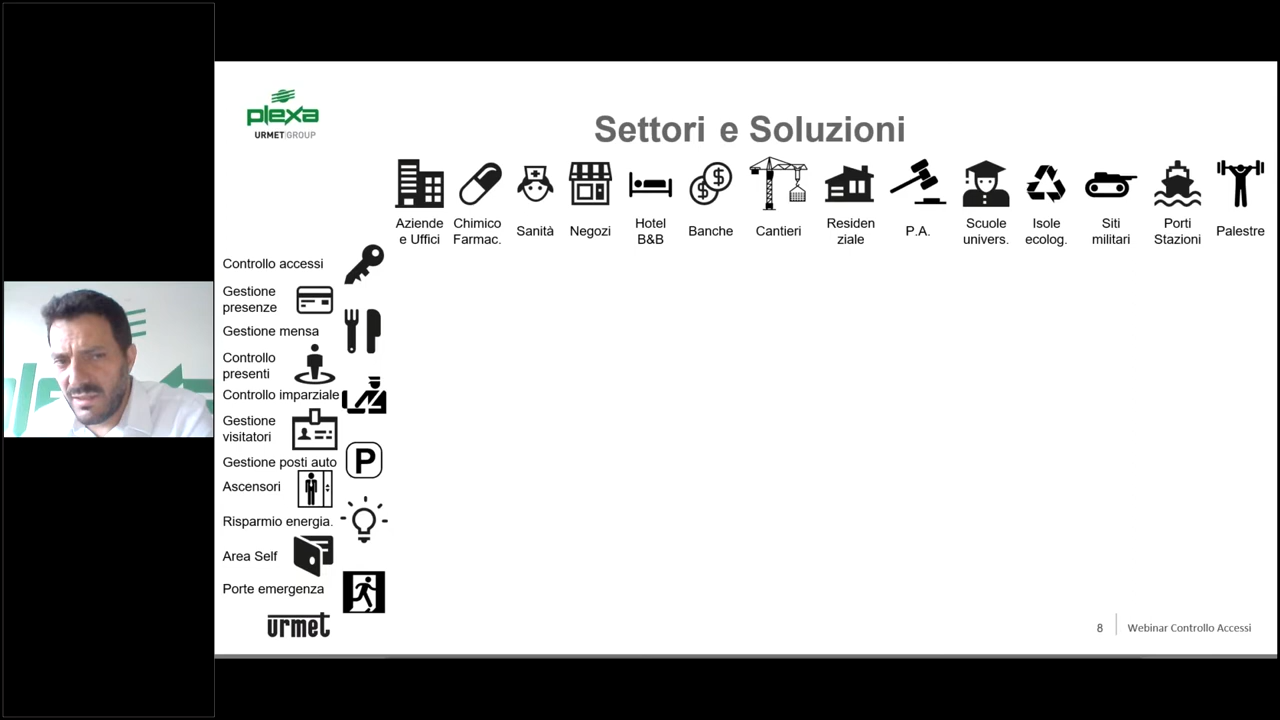 plexa
URMET|GROUP
Settori e Soluzioni
Aziende
e Uffici
Chimico
Farmac.
Sanità
Negozi
Hotel
B&B
Banche
Cantieri
Residen
ziale
P.A.
Scuole
univers.
Isole
ecolog.
Siti
militari
Porti
Stazioni
Palestre
Controllo accessi
Gestione
presenze
Gestione mensa
Controllo
presenti
Controllo imparziale
Gestione
visitatori
Gestione posti auto
P
Ascensori
Risparmio energia.
Area Self
Porte emergenza
urmet
8
Webinar Controllo Accessi